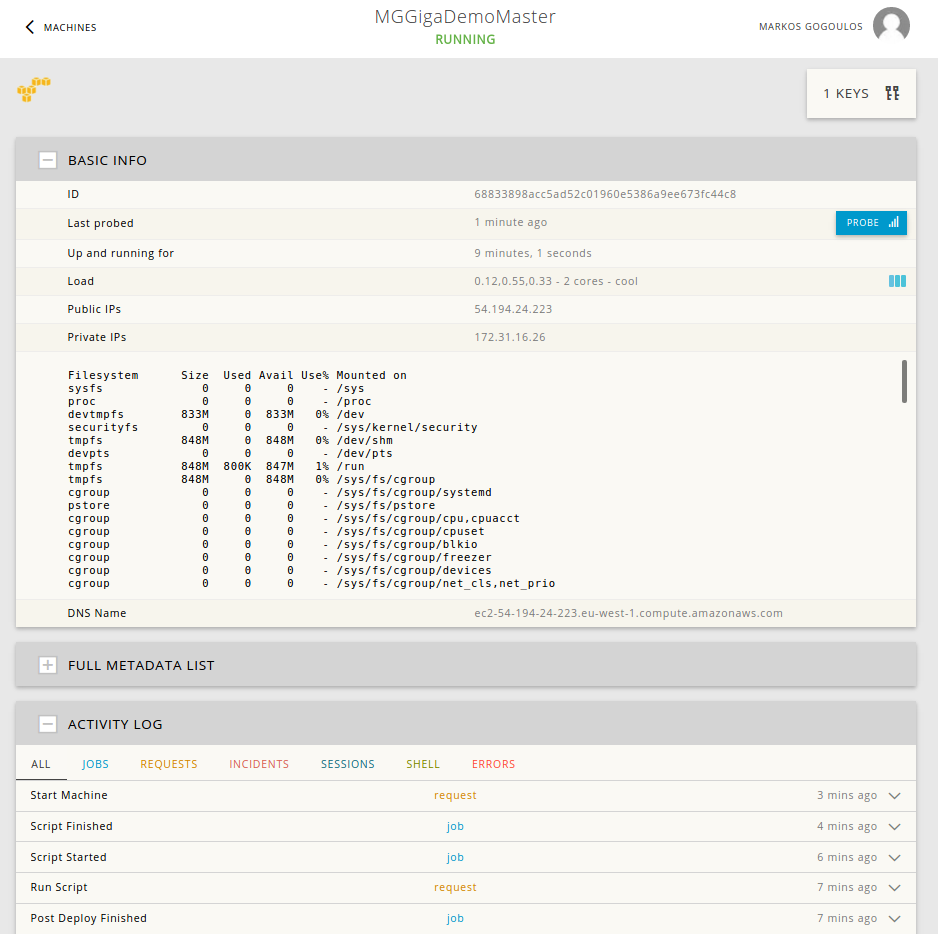 MACHINES
MGGigaDemoMaster
RUNNING
MARKOS GOGOULOS
1 KEYS
BASIC INFO
ID 68833898acc5ad52c01960e5386a9ee673fc44c8
Last probed 1 minute ago PROBE
Up and running for 9 minutes, 1 seconds
Load 0.12,0.55,0.33 - 2 cores - cool
Public IPs 54.194.24.223
Private IPs 172.31.16.26
Filesystem Size Used Avail Use% Mounted on
sysfs 0 0 0 - /sys
proc 0 0 0 - /proc
devtmpfs 833M 0 833M 0% /dev
securityfs 0 0 0 - /sys/kernel/security
tmpfs 848M 0 848M 0% /dev/shm
devpts 0 0 0 - /dev/pts
tmpfs 848M 800K 847M 1% /run
tmpfs 848M 0 848M 0% /sys/fs/cgroup
cgroup 0 0 0 - /sys/fs/cgroup/systemd
pstore 0 0 0 - /sys/fs/pstore
cgroup 0 0 0 - /sys/fs/cgroup/cpu,cpuacct
cgroup 0 0 0 - /sys/fs/cgroup/cpuset
cgroup 0 0 0 - /sys/fs/cgroup/blkio
cgroup 0 0 0 - /sys/fs/cgroup/freezer
cgroup 0 0 0 - /sys/fs/cgroup/devices
cgroup 0 0 0 - /sys/fs/cgroup/net_cls,net_prio
DNS Name ec2-54-194-24-223.eu-west-1.compute.amazonaws.com
FULL METADATA LIST
ACTIVITY LOG
ALL JOBS REQUESTS INCIDENTS SESSIONS SHELL ERRORS
Start Machine request 3 mins ago
Script Finished job 4 mins ago
Script Started job 6 mins ago
Run Script request 7 mins ago
Post Deploy Finished job 7 mins ago